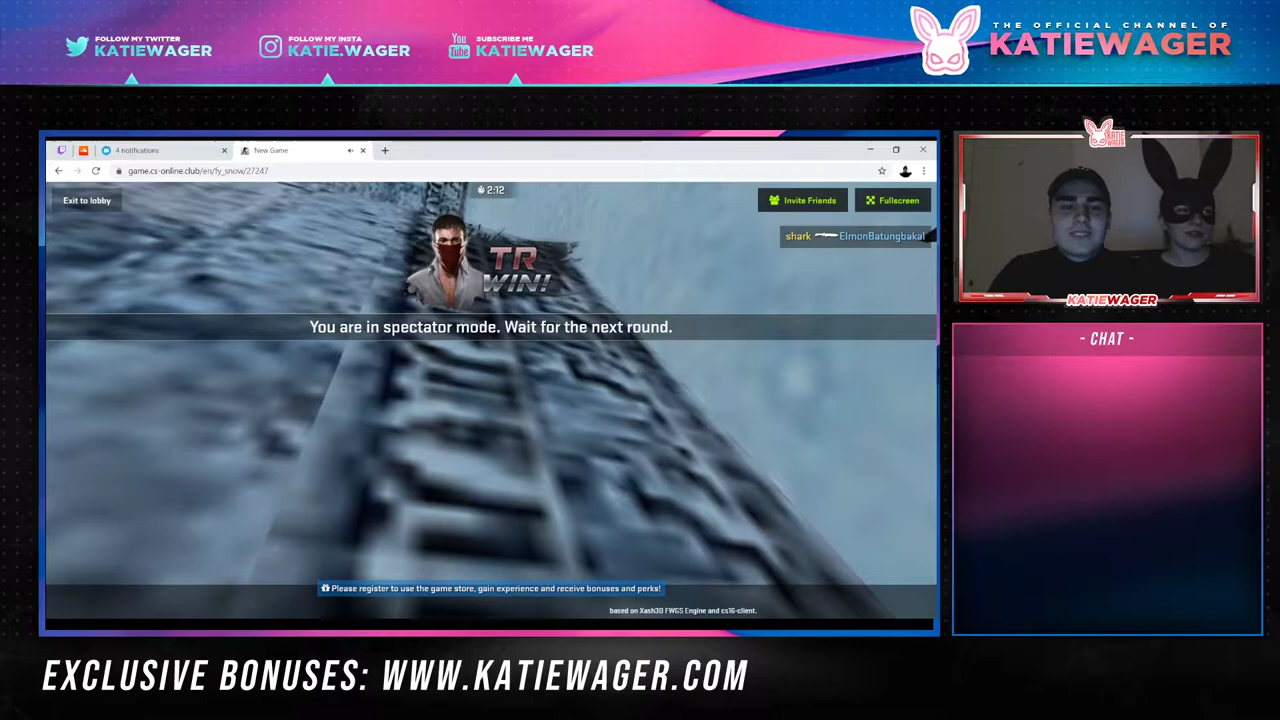 FOLLOW MY TWITTER
KATIEWAGER
FOLLOW MY INSTA
KATIE.WAGER
You Tube
SUBSCRIBE ME
KATIEWAGER
THE OFFICIAL CHANNEL OF
KATIEWAGER
4 notifications
New Game
game.cs-online.club/en/fy_snow/27247
Exit to lobby
2:12
Invite Friends
Fullscreen
shark ElmonBatungbakal
TR
WIN!
You are in spectator mode. Wait for the next round.
Please register to use the game store, gain experience and receive bonuses and perks!
based on Xash3D FWGS Engine and cs16-client.
KATIE
WAGER
KATIEWAGER
- CHAT -
EXCLUSIVE BONUSES: WWW.KATIEWAGER.COM